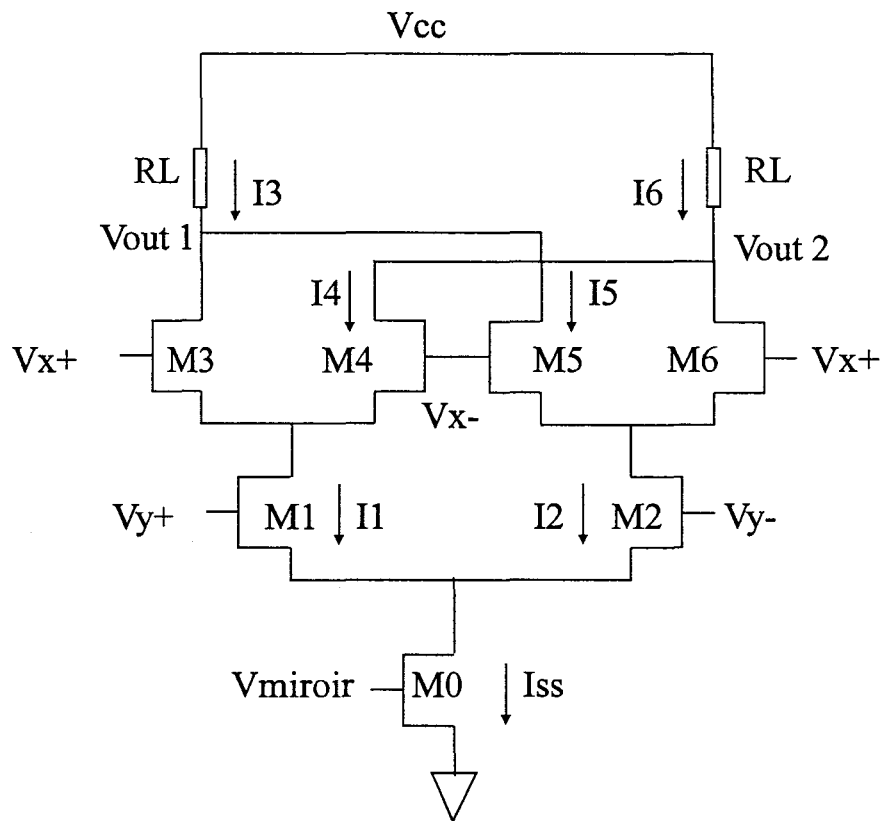 Vcc
RL
I3
I6
RL
Vout 1
Vout 2
I4
I5
Vx+
M3
M4
M5
M6
Vx+
Vx-
Vy+
M1
I1
I2
M2
Vy-
Vmiroir
M0
Iss